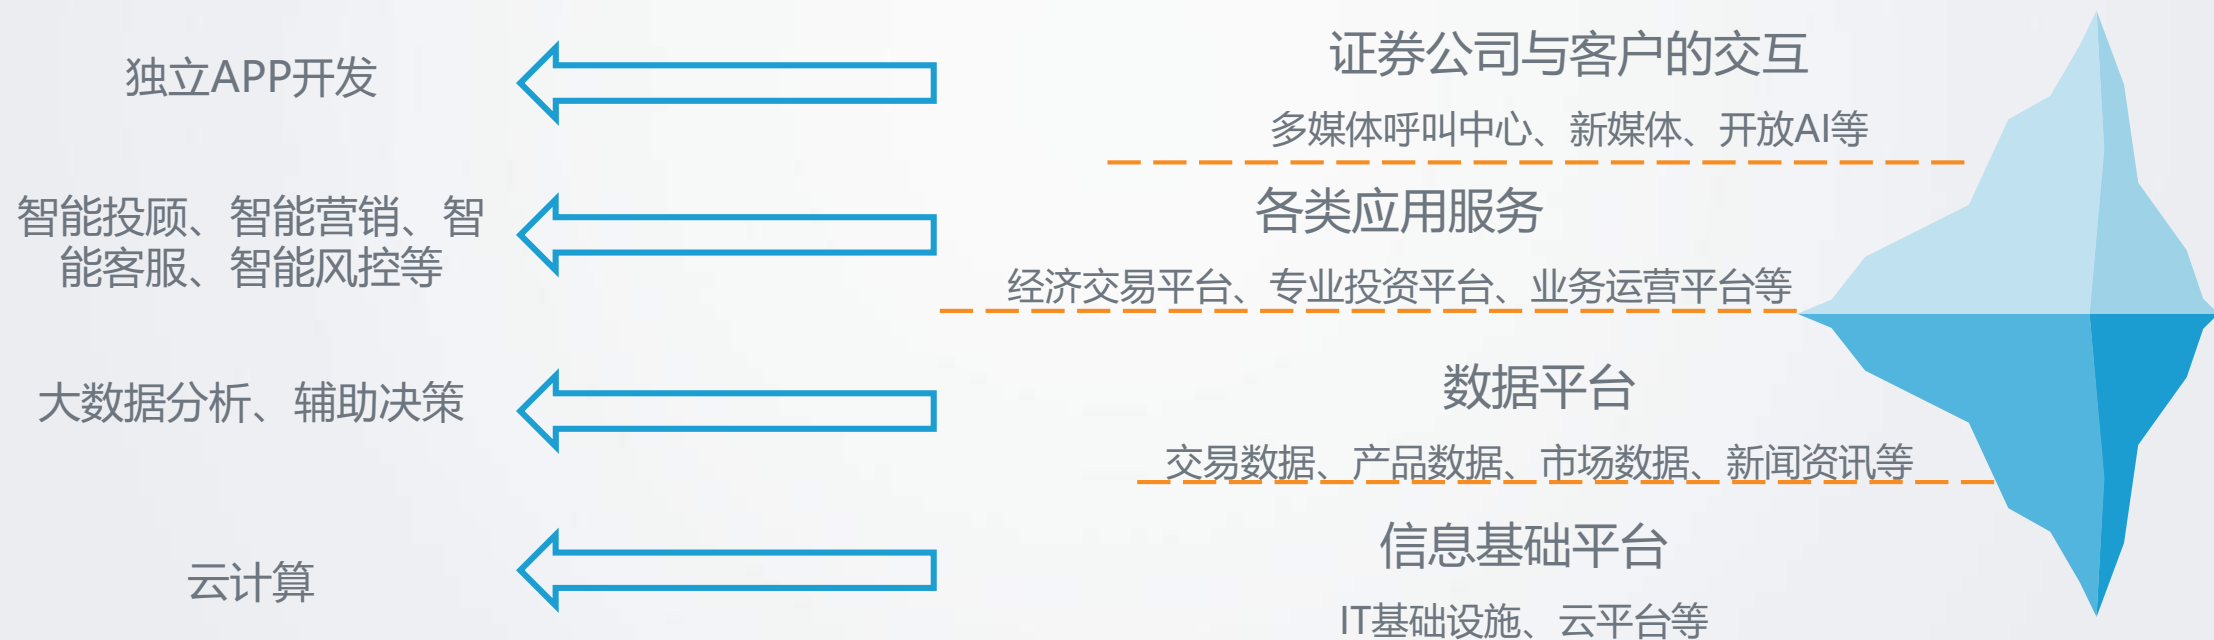 独立APP开发
证券公司与客户的交互
多媒体呼叫中心、新媒体、开放AI等
智能投顾、智能营销、智
能客服、智能风控等
各类应用服务
经济交易平台、专业投资平台、业务运营平台等
大数据分析、辅助决策
数据平台
交易数据、产品数据、市场数据、新闻资讯等
云计算
信息基础平台
IT基础设施、云平台等